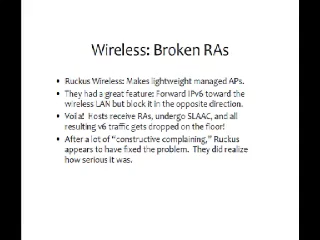 Wireless: Broken RAs
• Ruckus Wireless: Makes lightweight managed APs.
• They had a great feature: Forward IPv6 toward the
wireless LAN but block it in the opposite direction.
• Voila! Hosts receive RAs, undergo SLAAC, and all
resulting v6 traffic gets dropped on the floor!
• After a lot of “constructive complaining,” Ruckus
appears to have fixed the problem. They did realize
how serious it was.